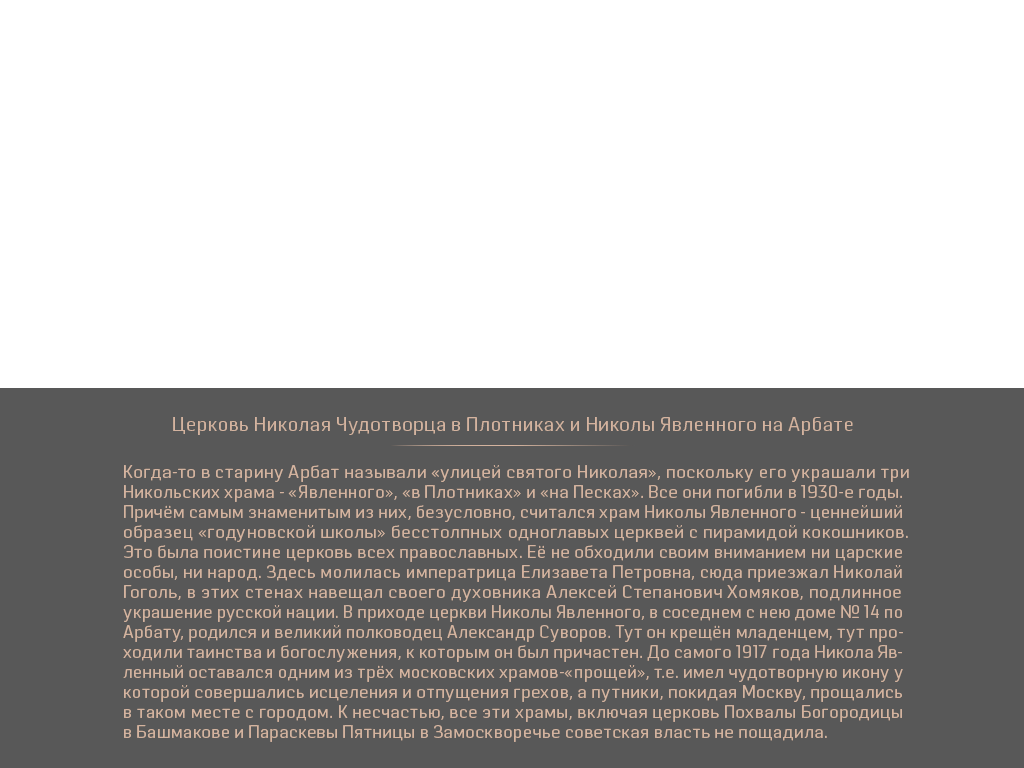 Церковь Николая Чудотворца в Плотниках и Николы Явленного на Арбате
Когда-то в старину Арбат называли «улицей святого Николая», поскольку его украшали три
Никольских храма - «Явленного», «в Плотниках» и «на Песках». Все они погибли в 1930-е годы.
Причём самым знаменитым из них, безусловно, считался храм Николы Явленного - ценнейший
образец «годуновской школы» бесстолпных одноглавых церквей с пирамидой кокошников.
Это была поистине церковь всех православных. Её не обходили своим вниманием ни царские
особы, ни народ. Здесь молилась императрица Елизавета Петровна, сюда приезжал Николай
Гоголь, в этих стенах навещал своего духовника Алексей Степанович Хомяков, подлинное
украшение русской нации. В приходе церкви Николы Явленного, в соседнем с нею доме № 14 по
Арбату, родился и великий полководец Александр Суворов. Тут он крещён младенцем, тут про-
ходили таинства и богослужения, к которым он был причастен. До самого 1917 года Никола Яв-
ленный оставался одним из трёх московских храмов-«прощей», т.е. имел чудотворную икону у
которой совершались исцеления и отпущения грехов, а путники, покидая Москву, прощались
в таком месте с городом. К несчастью, все эти храмы, включая церковь Похвалы Богородицы
в Башмакове и Параскевы Пятницы в Замоскворечье советская власть не пощадила.